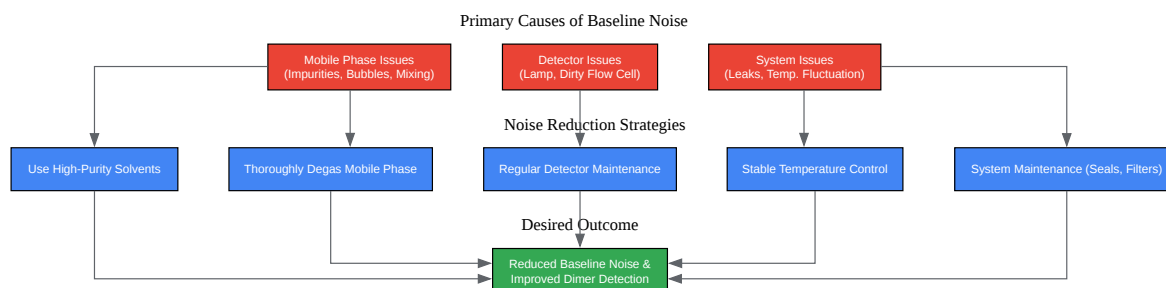 Primary Causes of Baseline Noise
Mobile Phase Issues
(Impurities, Bubbles, Mixing)
Detector Issues
(Lamp, Dirty Flow Cell)
System Issues
(Leaks, Temp. Fluctuation)
Noise Reduction Strategies
Use High-Purity Solvents
Thoroughly Degas Mobile Phase
Regular Detector Maintenance
Stable Temperature Control
System Maintenance (Seals, Filters)
Desired Outcome
Reduced Baseline Noise &
Improved Dimer Detection